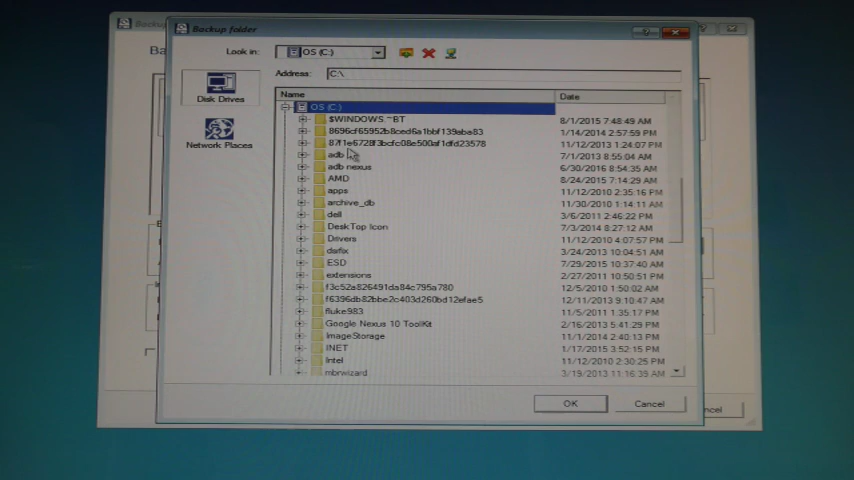 Backup folder
Look in: OS (C:)
Address: C:\
Disk Drives
Network Places
Name Date
OS (C:)
$WINDOWS.~BT 8/1/2015 7:48:49 AM
8696cf65952b8ced6a1bbf139aba83 1/14/2014 2:57:59 PM
87f1e6728f3bcfc08e500af1dfd23578 11/12/2013 1:24:07 PM
adb 7/1/2013 8:55:04 AM
adb nexus 6/30/2016 8:54:35 AM
AMD 8/24/2015 7:14:29 AM
apps 11/12/2010 2:35:16 PM
archive_db 11/30/2010 1:14:11 AM
dell 3/6/2011 2:46:22 PM
DeskTop Icon 7/3/2014 8:27:12 AM
Drivers 11/12/2010 4:07:57 PM
dsifix 3/24/2013 10:04:51 AM
ESD 7/29/2015 10:37:40 AM
extensions 2/27/2011 10:50:51 PM
f3c52a826491da84c795a780 12/5/2010 1:50:02 AM
f6396db82bbe2c403d260bd12efae5 12/11/2013 9:10:47 AM
fluke983 11/5/2011 1:35:17 PM
Google Nexus 10 ToolKit 2/16/2013 5:41:29 PM
ImageStorage 11/1/2014 2:40:13 PM
INET 1/17/2015 3:52:15 PM
Intel 11/12/2010 2:30:25 PM
mbrwizard 3/19/2013 11:16:39 AM
OK Cancel